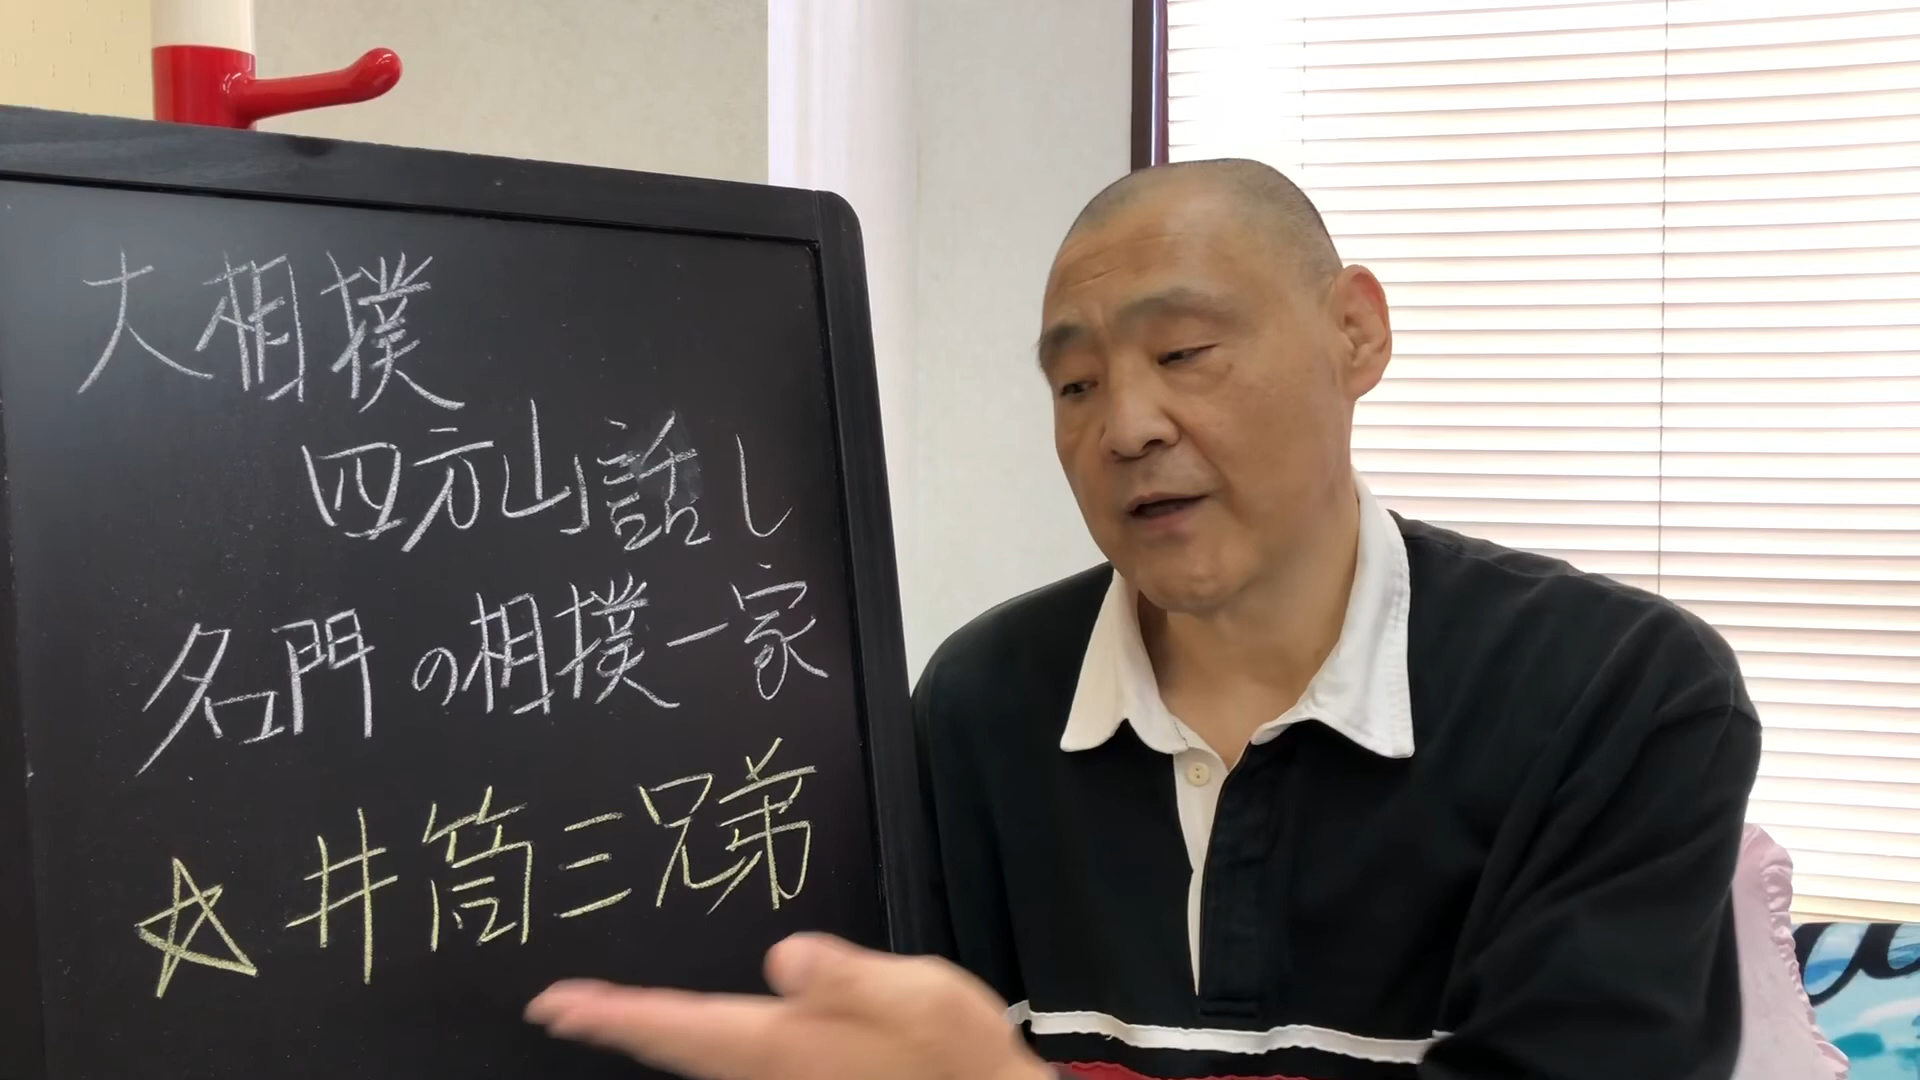 大相撲
四方山話し
名門の相撲一家
☆井筒三兄弟